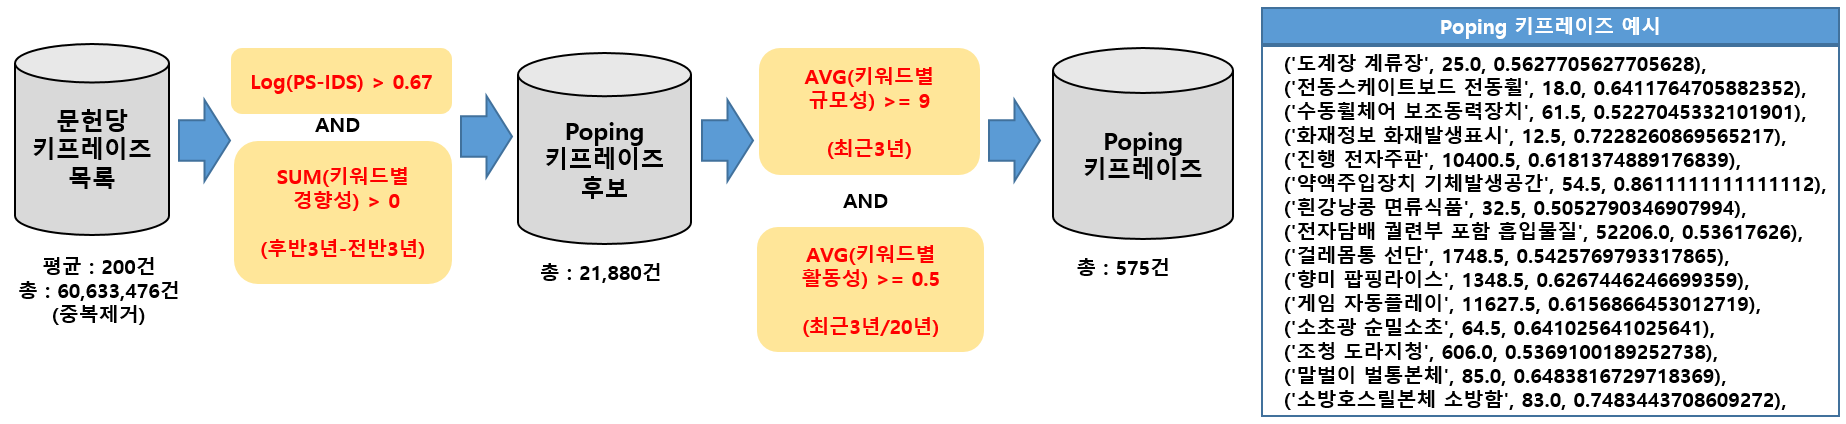 문헌당
키프레이즈
목록
평균 : 200건
총 : 60,633,476건
(중복제거)
Log(PS-IDS) > 0.67
AND
SUM(키워드별
경향성) > 0
(후반3년-전반3년)
Poping
키프레이즈
후보
총 : 21,880건
AVG(키워드별
규모성) >= 9
(최근3년)
AND
AVG(키워드별
활동성) >= 0.5
(최근3년/20년)
Poping
키프레이즈
총 : 575건
Poping 키프레이즈 예시
('도계장 계류장', 25.0, 0.5627705627705628),
('전동스케이트보드 전동휠', 18.0, 0.6411764705882352),
('수동휠체어 보조동력장치', 61.5, 0.5227045332101901),
('화재정보 화재발생표시', 12.5, 0.7228260869565217),
('진행 전자주판', 10400.5, 0.6181374889176839),
('약액주입장치 기체발생공간', 54.5, 0.8611111111111112),
('흰강낭콩 면류식품', 32.5, 0.5052790346907994),
('전자담배 궐련부 포함 흡입물질', 52206.0, 0.53617626),
('걸레몸통 선단', 1748.5, 0.5425769793317865),
('향미 팝핑라이스', 1348.5, 0.6267446246699359),
('게임 자동플레이', 11627.5, 0.6156866453012719),
('소초광 순밀소초', 64.5, 0.641025641025641),
('조청 도라지청', 606.0, 0.5369100189252738),
('말벌이 벌통본체', 85.0, 0.6483816729718369),
('소방호스릴본체 소방함', 83.0, 0.7483443708609272),